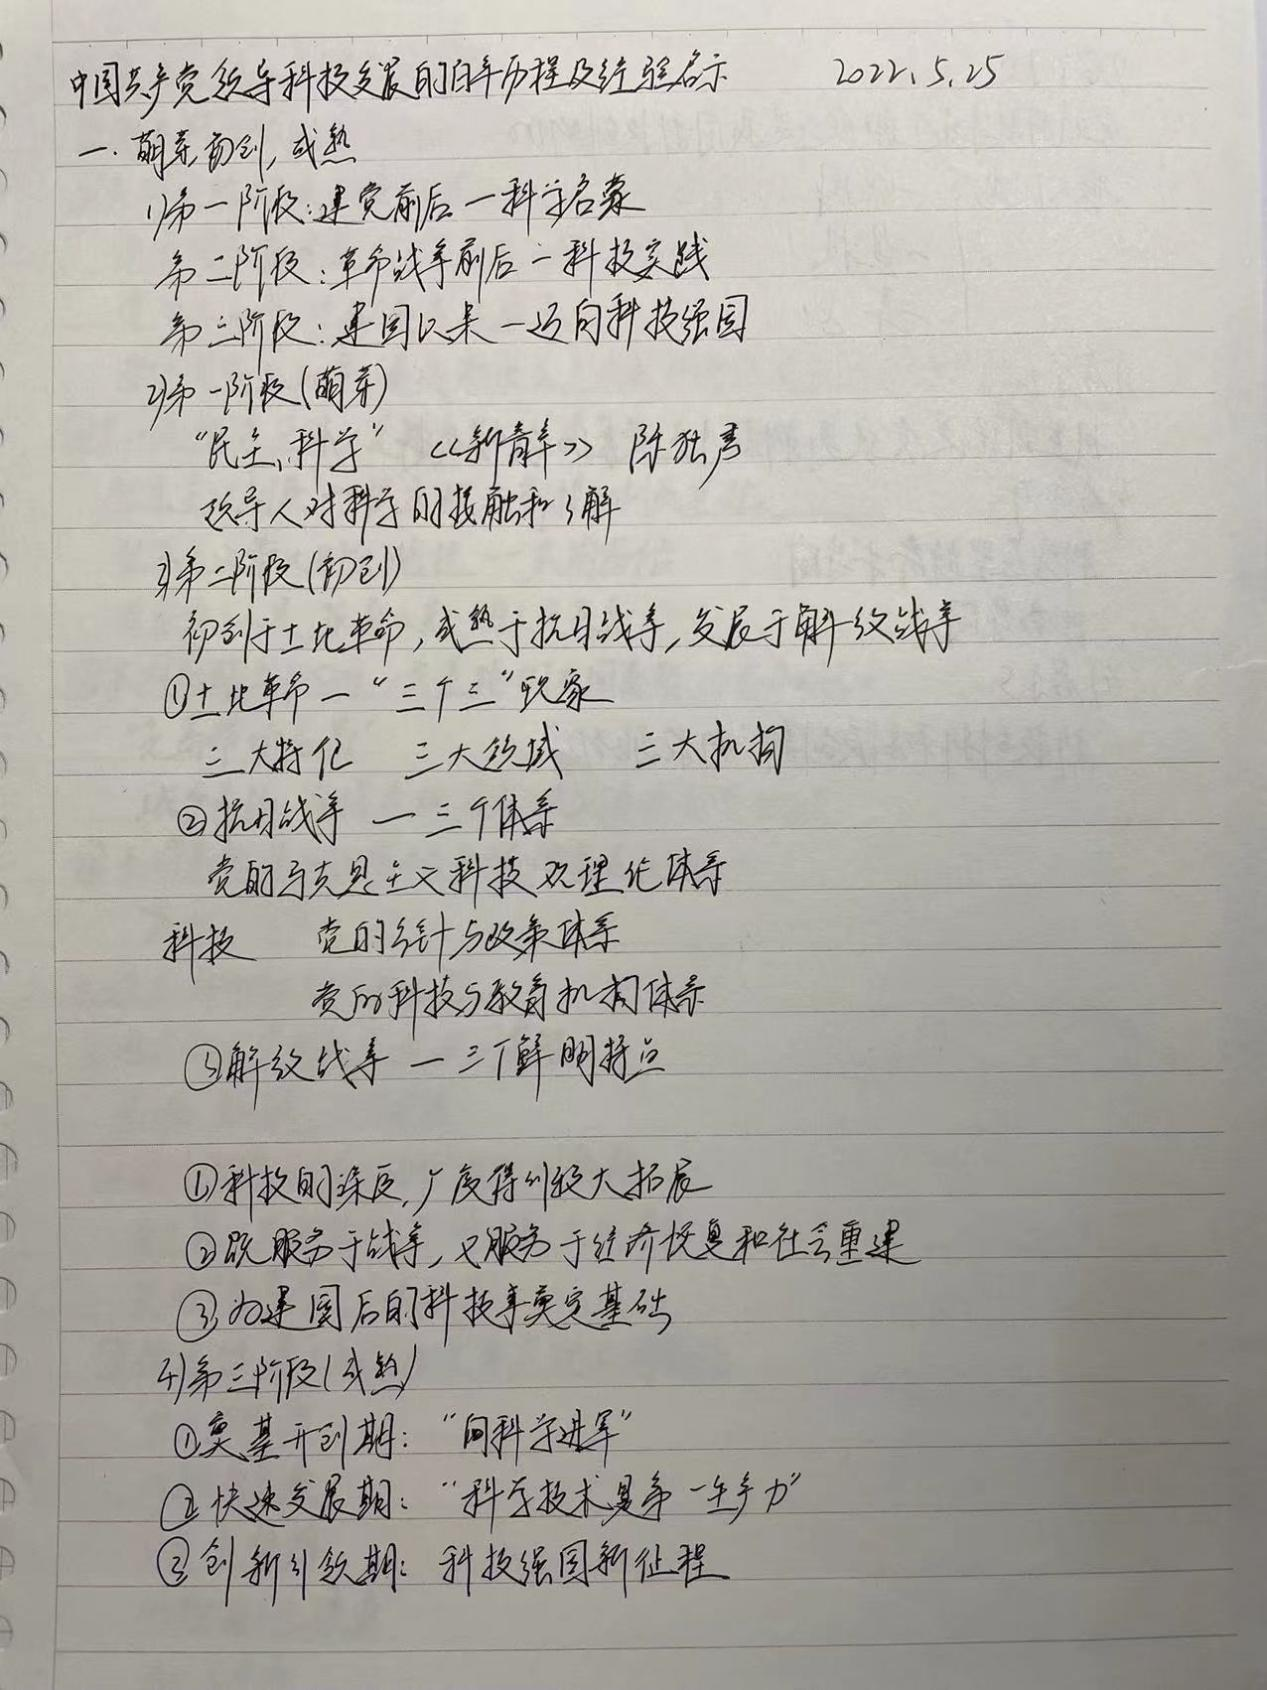 中国共产党领导科技发展的百年历程及经验启示 2022.5.25
一.萌芽,初创,成熟
1)第一阶段:建党前后—科学启蒙
第二阶段:革命战争前后—科技实践
第三阶段:建国以来—迈向科技强国
2)第一阶段(萌芽)
“民主、科学” 《新青年》 陈独秀
领导人对科学的接触和了解
3)第二阶段(初创)
初创于土地革命,成熟于抗日战争,发展于解放战争
①土地革命—“三个三”
三大特征 三大领域 三大机构
②抗日战争—三个体系
党的马克思主义科技观理论体系
科技 党的方针与政策体系
党的科技与教育机构体系
③解放战争—三个鲜明特点
①科技的深度,广度得到较大拓展
②既服务于战争,又服务于经济恢复和社会重建
③为建国后的科技事奠定基础
4)第三阶段(成熟)
①奠基开创期:“向科学进军”
②快速发展期:“科学技术是第一生产力”
③创新引领期:科技强国新征程